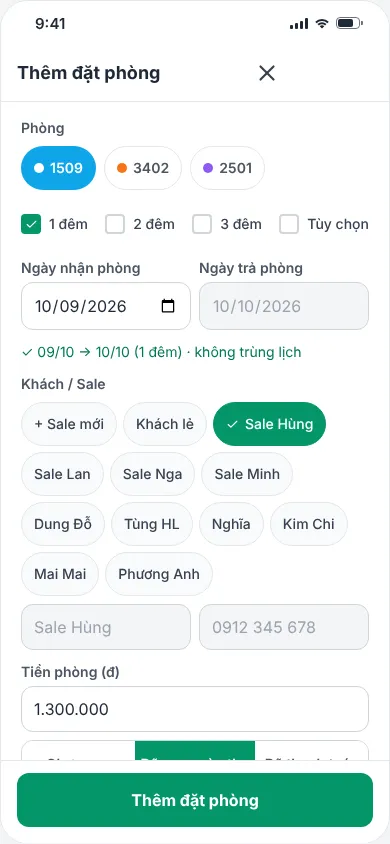 9:41
Thêm đặt phòng
Phòng
1509 3402 2501
1 đêm 2 đêm 3 đêm Tùy chọn
Ngày nhận phòng Ngày trả phòng
10/09/2026 10/10/2026
✓ 09/10 → 10/10 (1 đêm) · không trùng lịch
Khách / Sale
+ Sale mới Khách lẻ ✓ Sale Hùng
Sale Lan Sale Nga Sale Minh
Dung Đỗ Tùng HL Nghĩa Kim Chi
Mai Mai Phương Anh
Sale Hùng 0912 345 678
Tiền phòng (đ)
1.300.000
Thêm đặt phòng